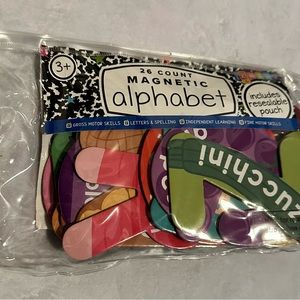 3+
26 COUNT
MAGNETIC
alphabet
includes
resealable
pouch
GROSS MOTOR SKILLS LETTERS & SPELLING INDEPENDENT LEARNING FINE MOTOR SKILLS
zucchini